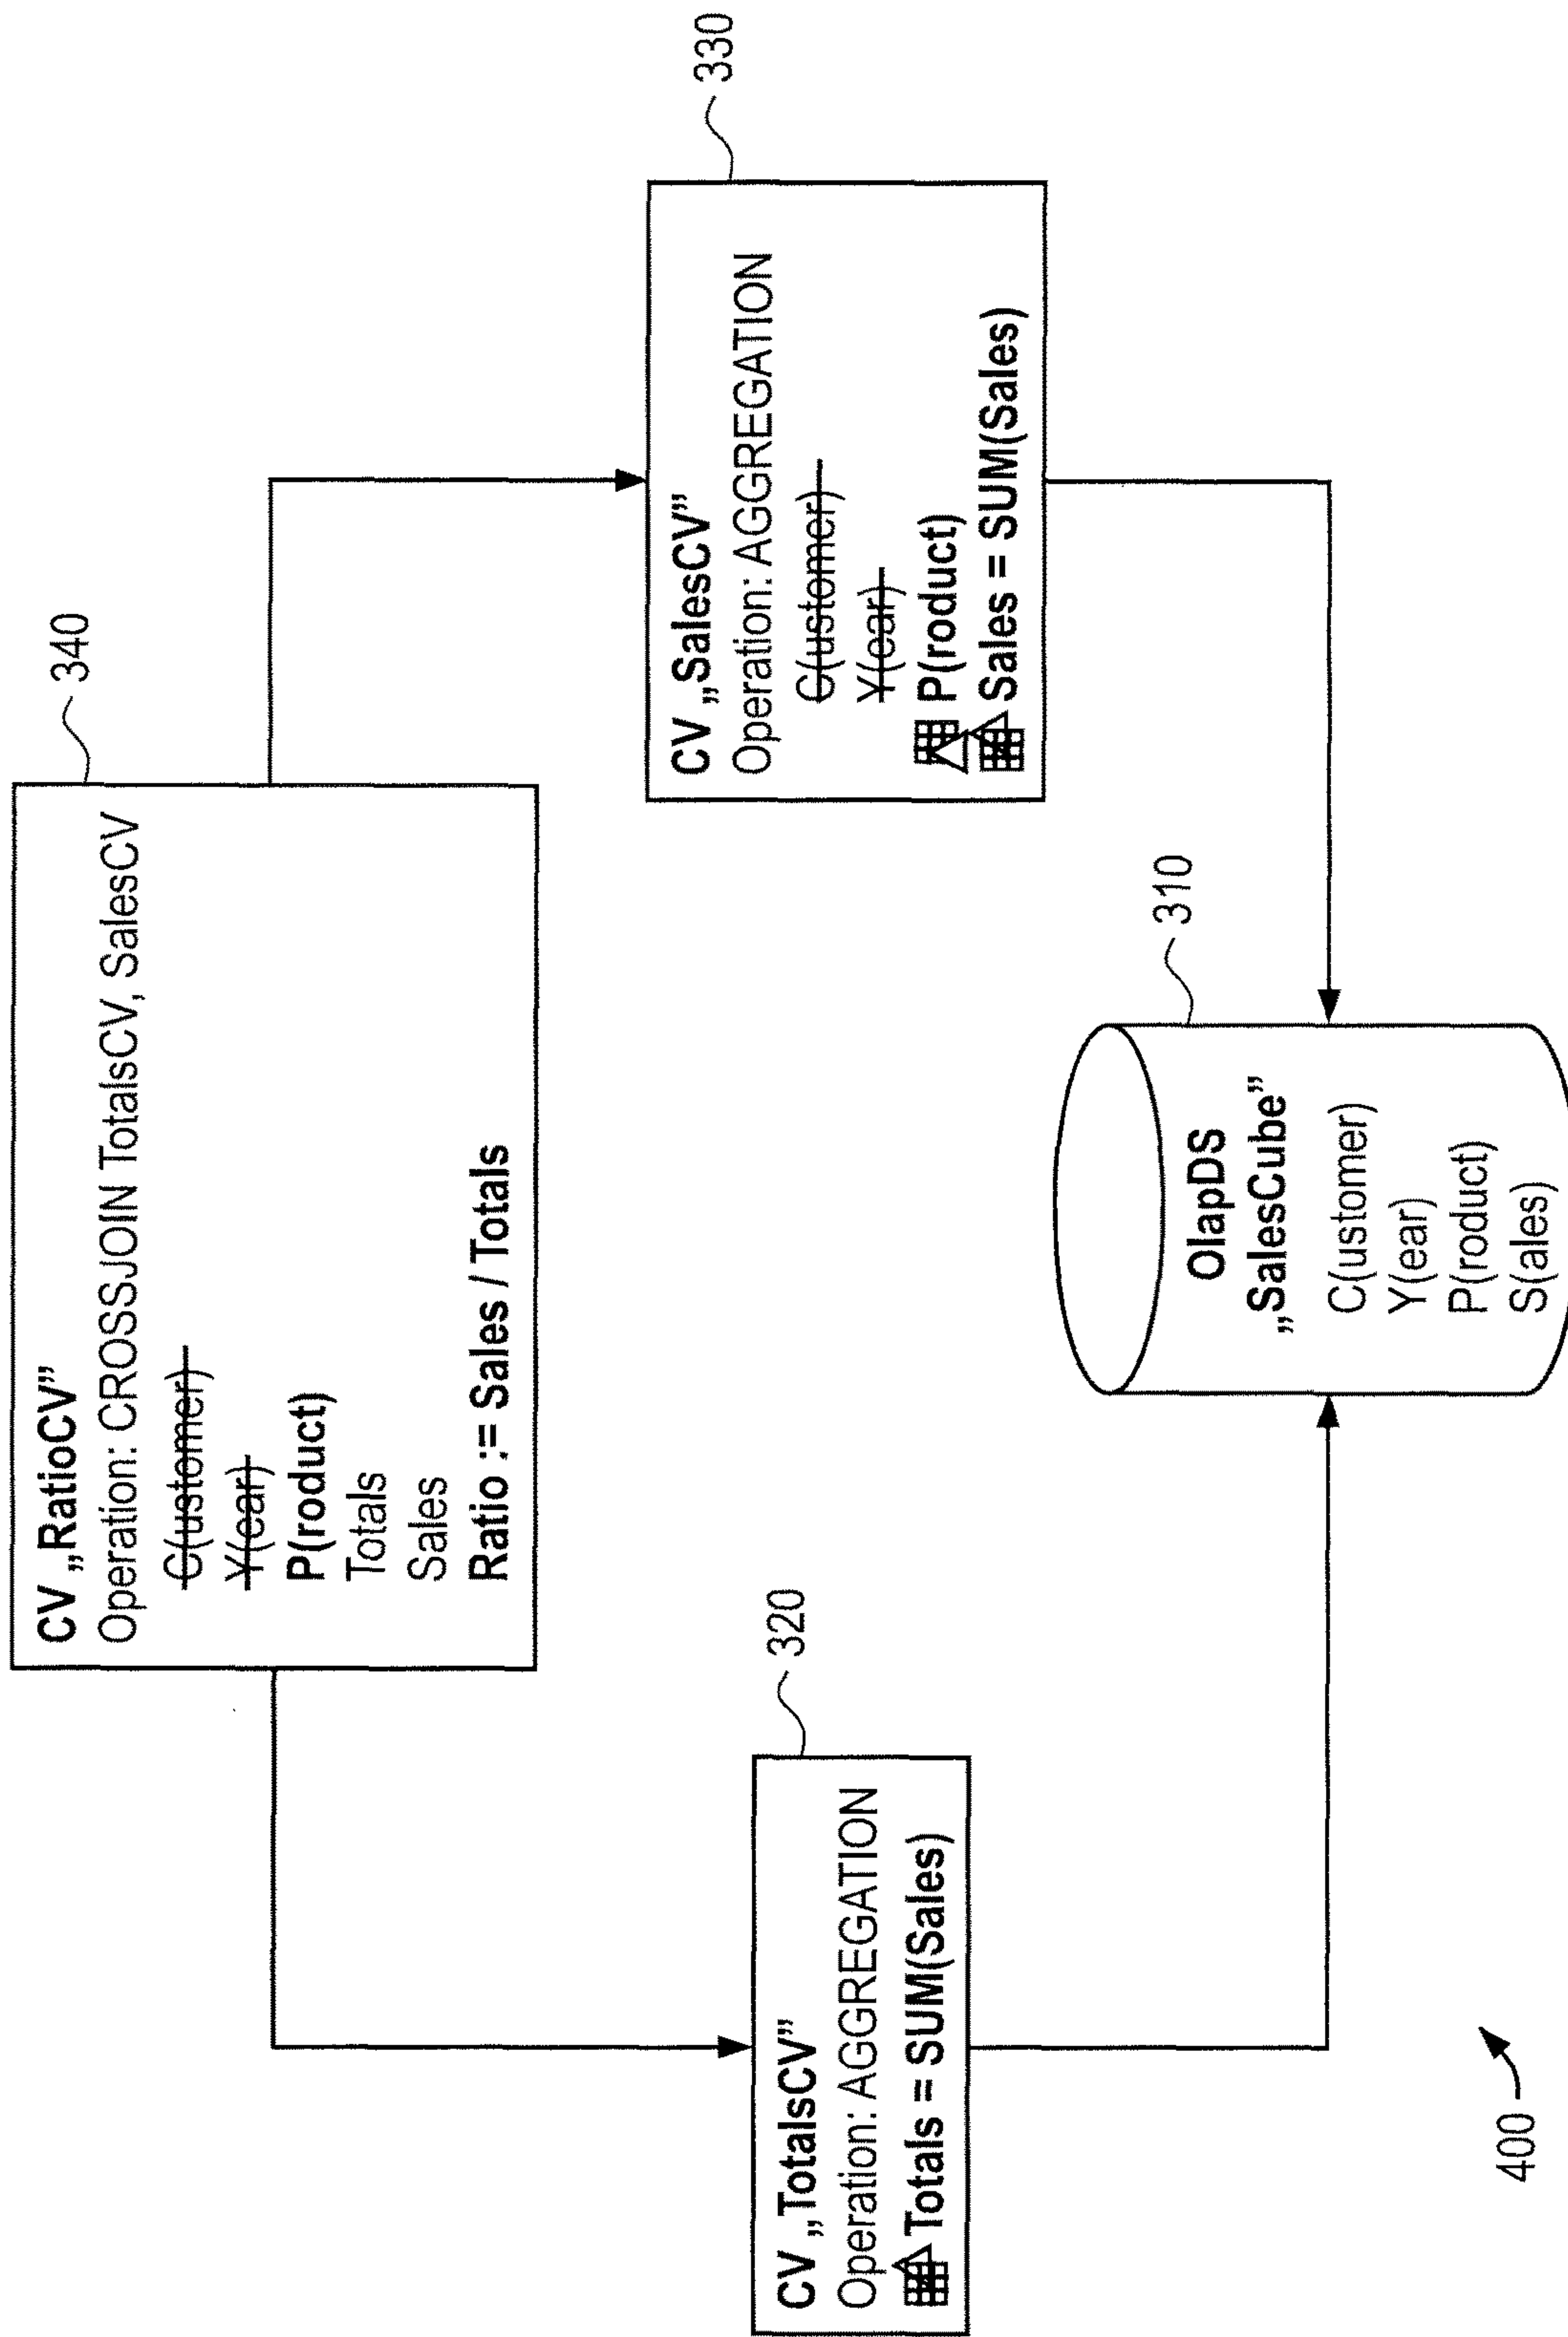 340
CV „RatioCV”
Operation: CROSSJOIN TotalsCV, SalesCV
C(ustomer)
Y(ear)
P(roduct)
Totals
Sales
Ratio := Sales / Totals
320
CV „TotalsCV”
Operation: AGGREGATION
Totals = SUM(Sales)
330
CV „SalesCV”
Operation: AGGREGATION
C(ustomer)
Y(ear)
P(roduct)
Sales = SUM(Sales)
310
OlapDS
„SalesCube”
C(ustomer)
Y(ear)
P(roduct)
S(ales)
400